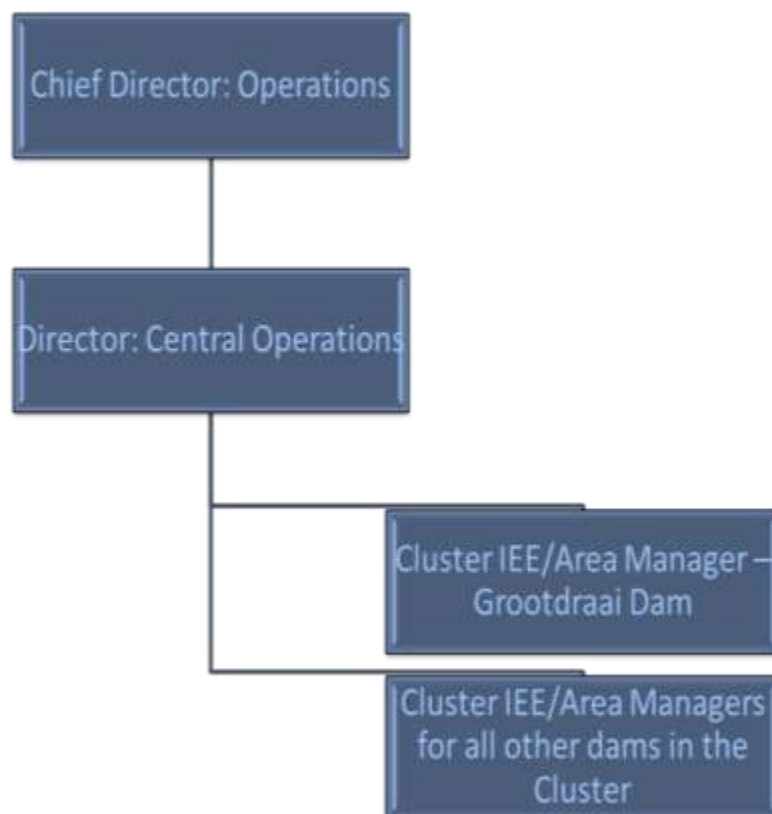 Chief Director: Operations
Director: Central Operations
Cluster IEE/Area Manager –
Grootdraai Dam
Cluster IEE/Area Managers
for all other dams in the
Cluster